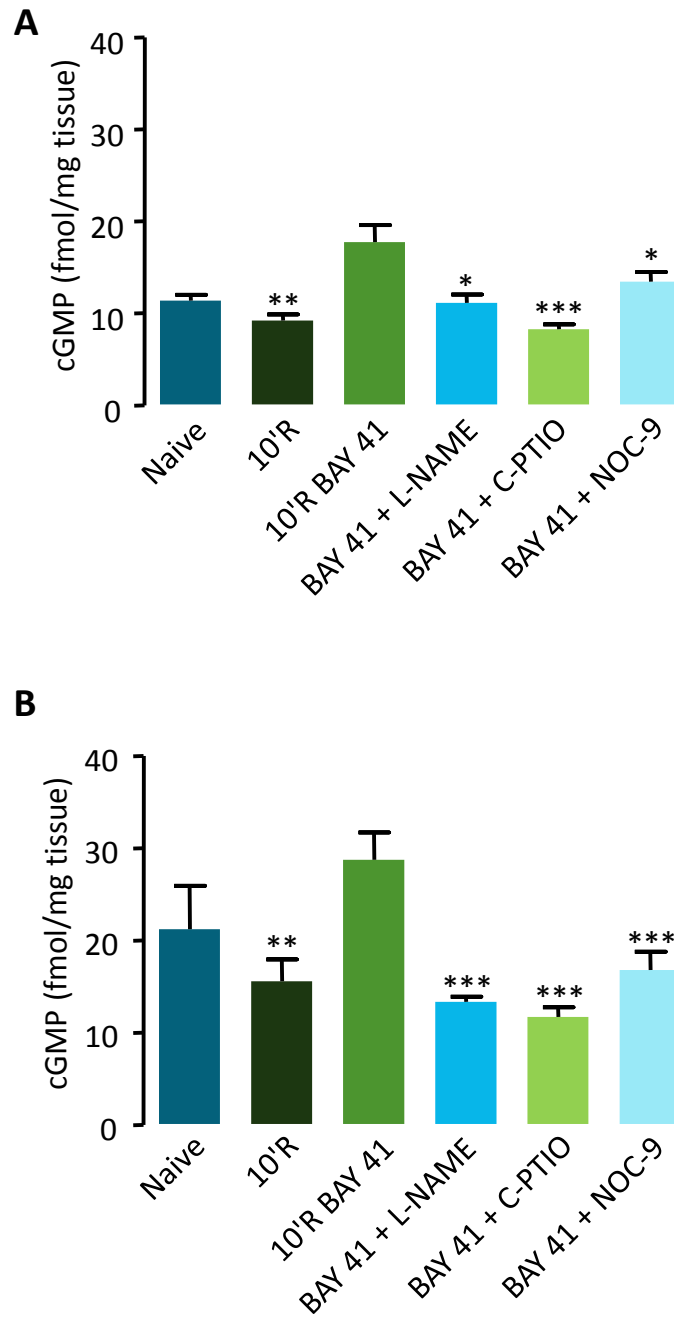 A
cGMP (fmol/mg tissue)
40
30
20
10
0
**
*
***
*
Naive
10'R
10'R BAY 41
BAY 41 + L-NAME
BAY 41 + C-PTIO
BAY 41 + NOC-9
B
cGMP (fmol/mg tissue)
40
30
20
10
0
**
***
***
***
Naive
10'R
10'R BAY 41
BAY 41 + L-NAME
BAY 41 + C-PTIO
BAY 41 + NOC-9